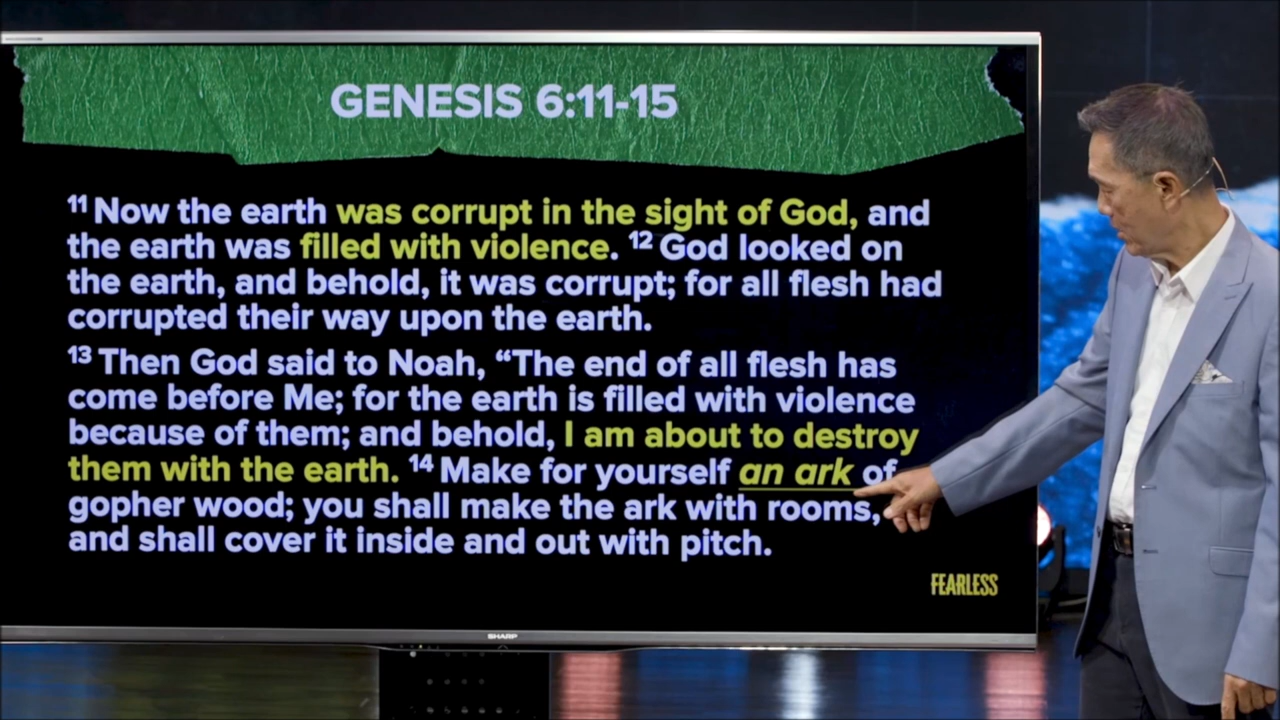 GENESIS 6:11-15
11 Now the earth was corrupt in the sight of God, and
the earth was filled with violence. 12 God looked on
the earth, and behold, it was corrupt; for all flesh had
corrupted their way upon the earth.
13 Then God said to Noah, “The end of all flesh has
come before Me; for the earth is filled with violence
because of them; and behold, I am about to destroy
them with the earth. 14 Make for yourself an ark of
gopher wood; you shall make the ark with rooms,
and shall cover it inside and out with pitch.
FEARLESS
SHARP